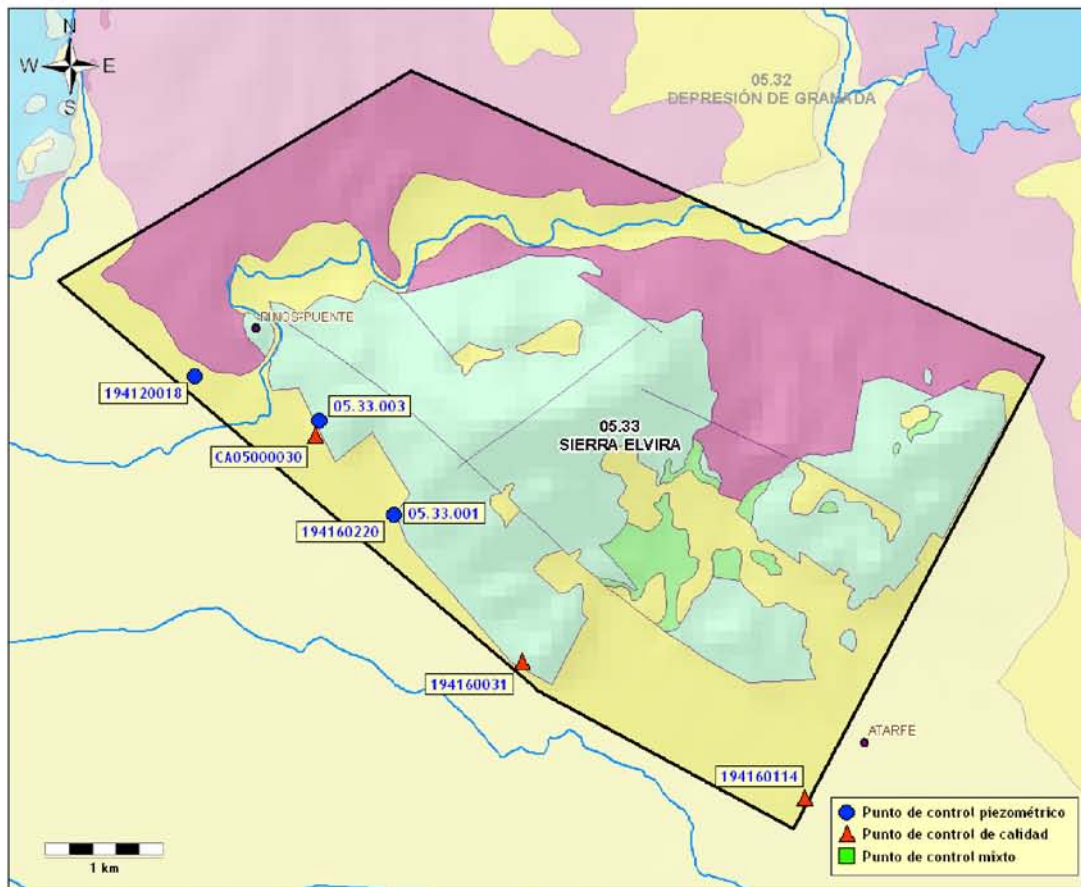 N
W E
S
05.32
DEPRESIÓN DE GRANADA
PINOS-PUENTE
194120018
05.33.003
CA05000030
05.33
SIERRA ELVIRA
05.33.001
194160220
194160031
194160114
ATARFE
Punto de control piezométrico
Punto de control de calidad
Punto de control mixto
1 km